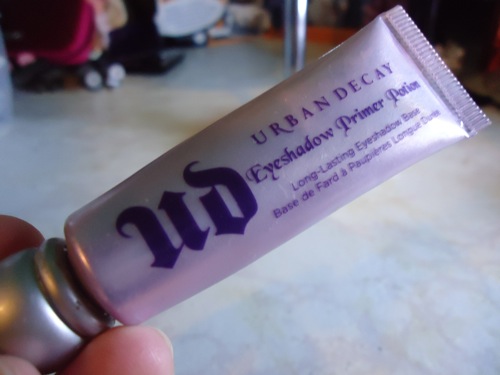 URBAN DECAY
Eyeshadow Primer Potion
Long-Lasting Eyeshadow Base
Base de Fard à Paupières Longue Durée
UD